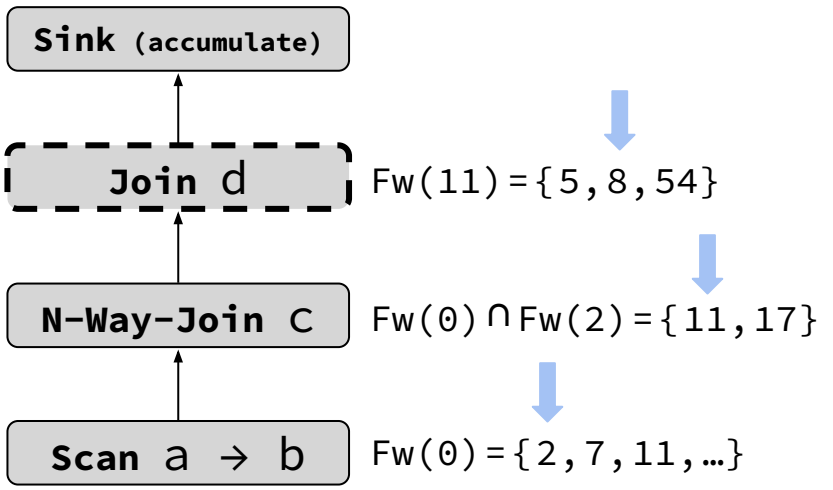 Sink (accumulate)
Join d Fw(11)={5,8,54}
N-Way-Join c Fw(0)∩Fw(2)={11,17}
Scan a → b Fw(0)={2,7,11,…}